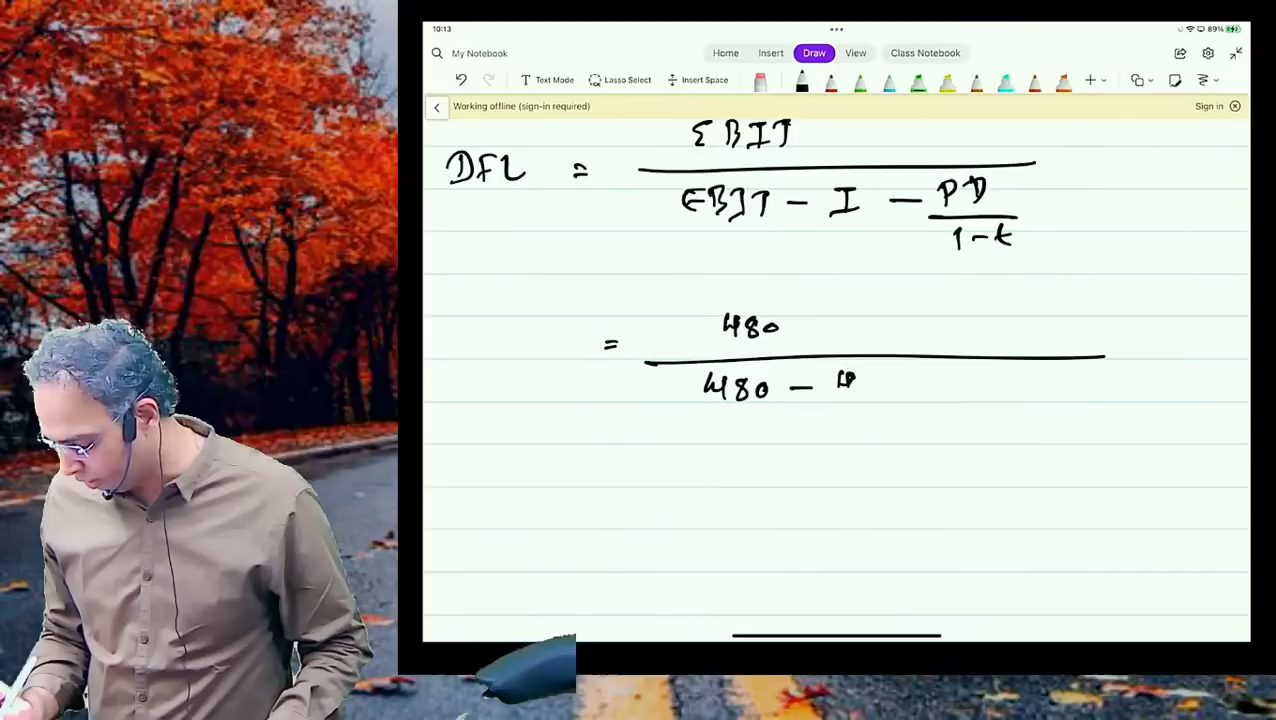 10:13
89%
My Notebook
Home Insert Draw View Class Notebook
Text Mode Lasso Select Insert Space
Working offline (sign-in required)
Sign in
EBIT
DFL =
EBIT - I - PD
1-t
480
=
480 - 4